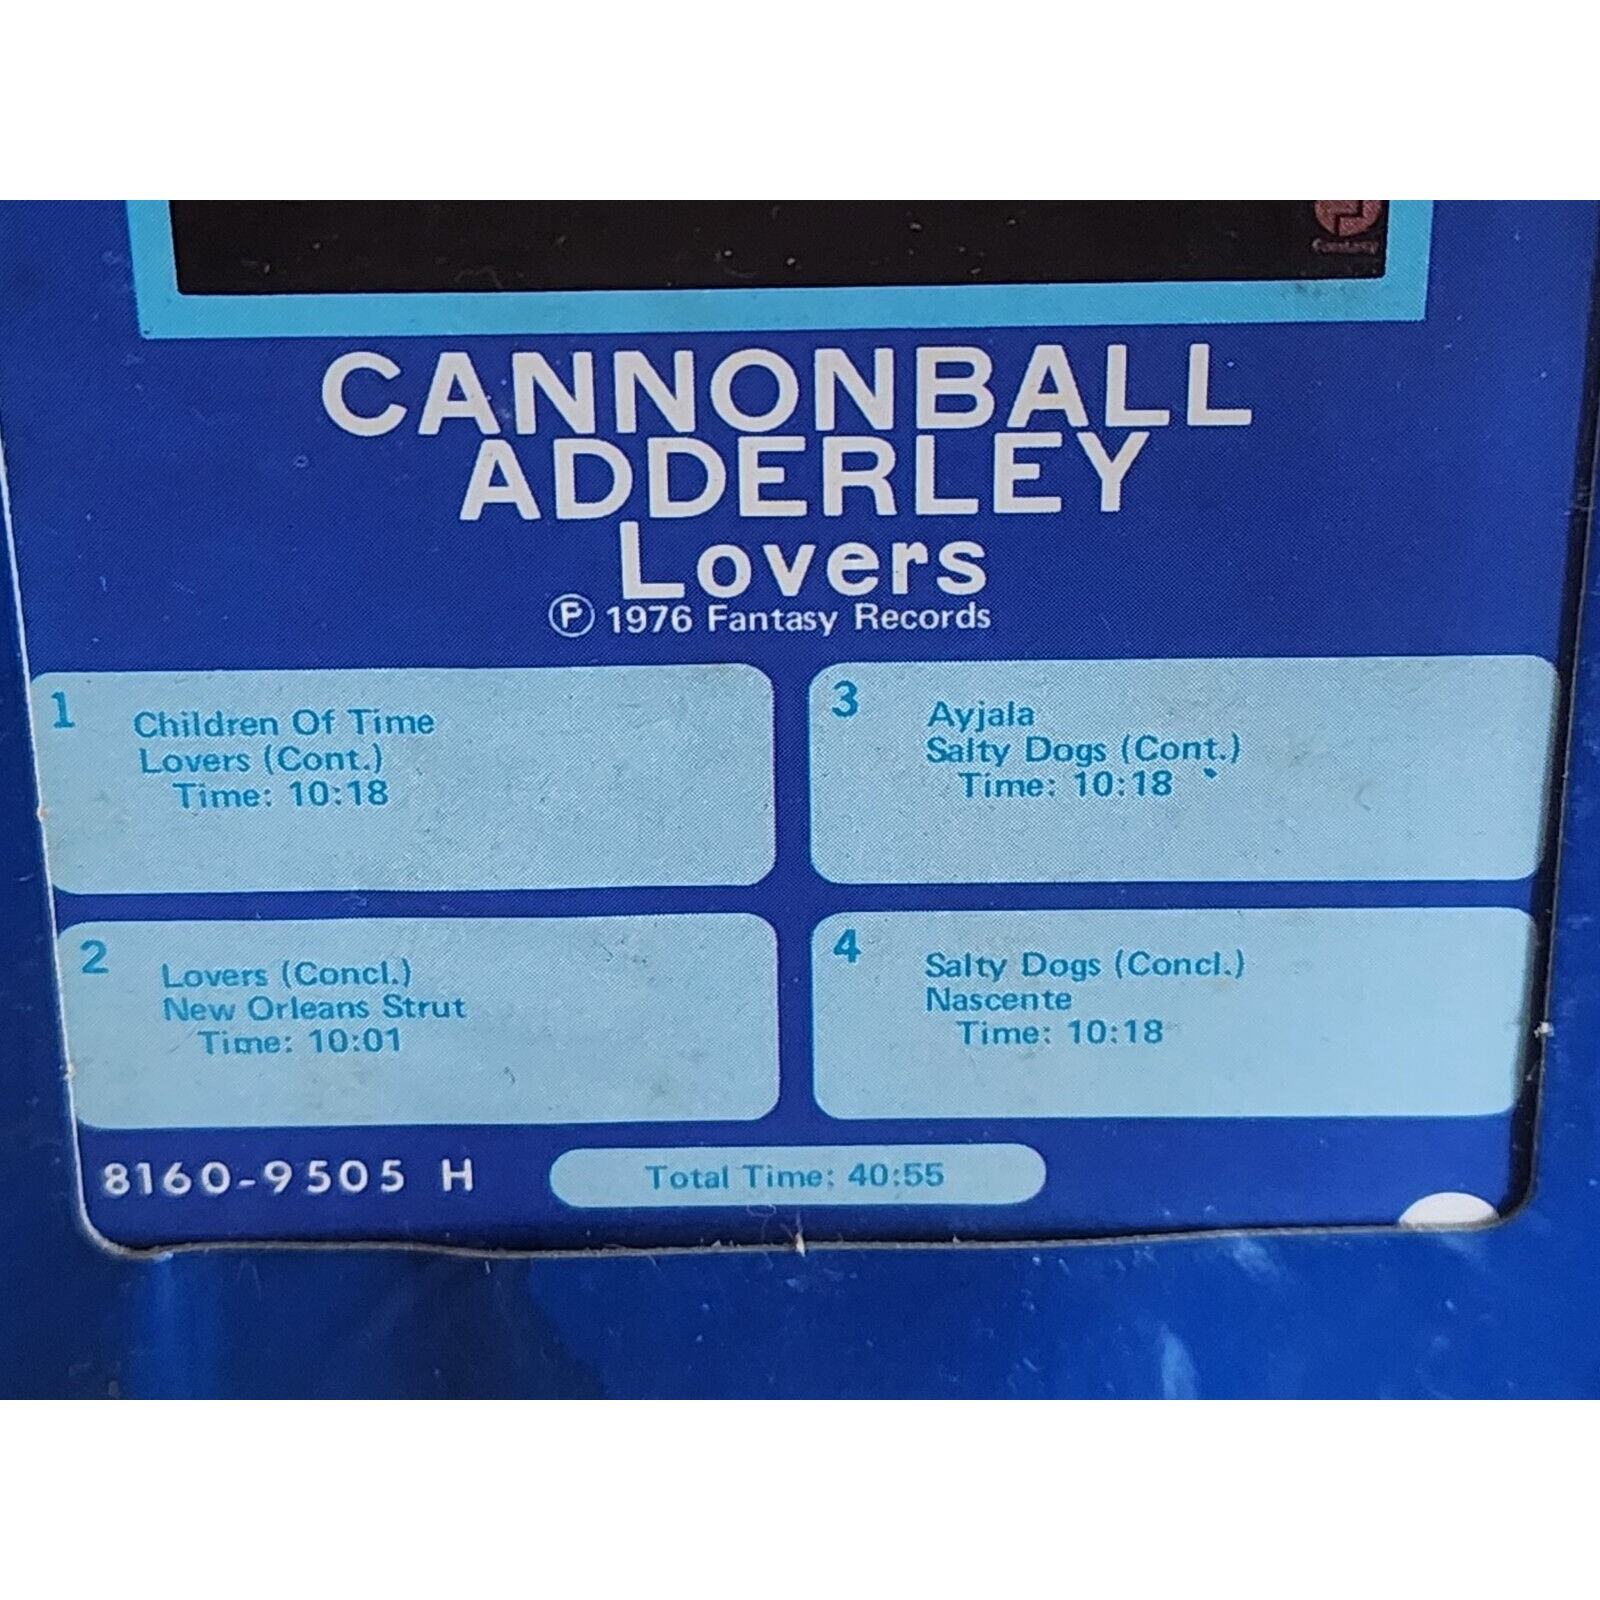 Fantasy
CANNONBALL
ADDERLEY
Lovers
Ⓟ 1976 Fantasy Records
1
Children Of Time
Lovers (Cont.)
Time: 10:18
2
Lovers (Concl.)
New Orleans Strut
Time: 10:01
3
Ayjala
Salty Dogs (Cont.)
Time: 10:18
4
Salty Dogs (Concl.)
Nascente
Time: 10:18
8160-9505 H
Total Time: 40:55